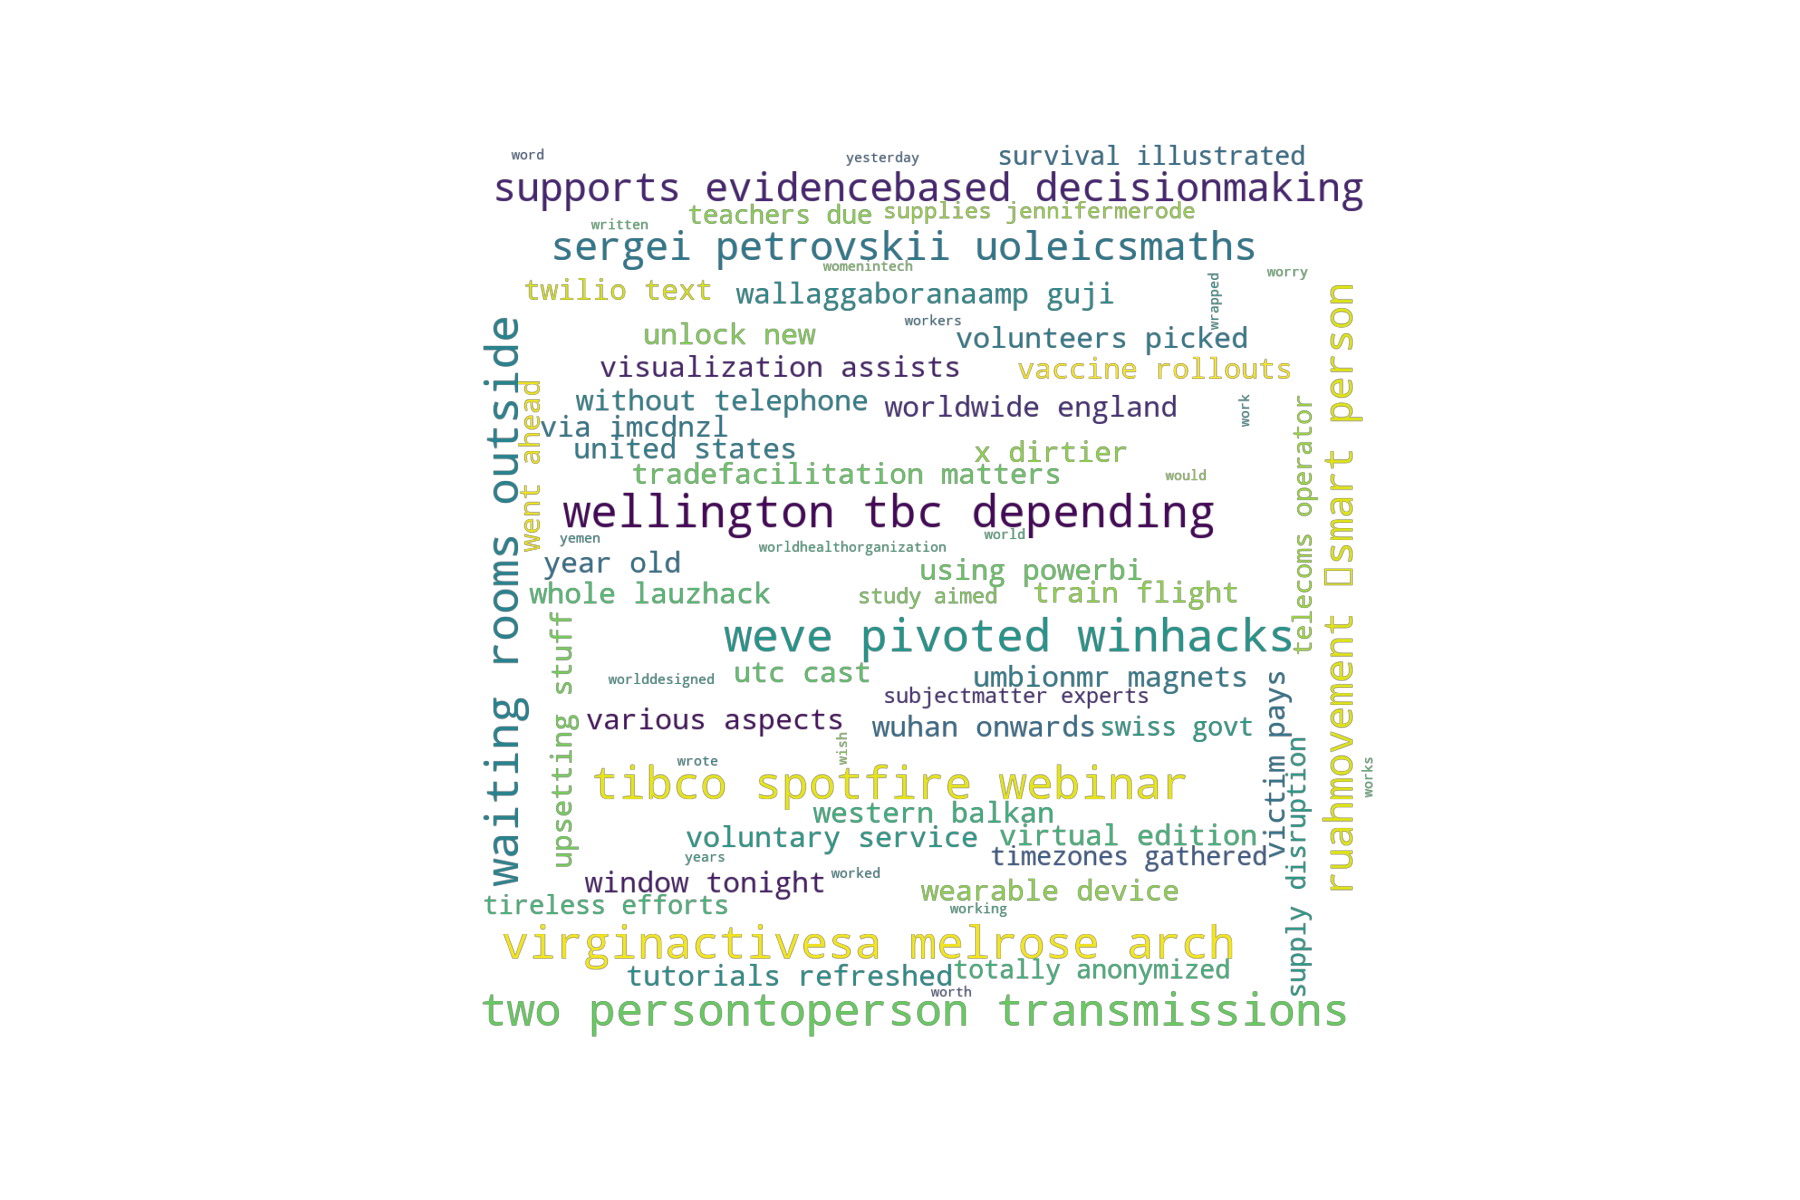 word
yesterday
survival illustrated
supports evidencebased decisionmaking
teachers due
supplies jennifermerode
written
sergei petrovskii uoleicsmaths
womenintech
worry
twilio text
wallaggaboranaamp guji
wrapped
workers
unlock new
volunteers picked
visualization assists
vaccine rollouts
without telephone
worldwide england
work
via imcdnzl
united states
x dirtier
tradefacilitation matters
would
waiting rooms outside
went ahead
telecoms operator
ruahmovement □smart person
wellington tbc depending
yemen
worldhealthorganization
world
year old
using powerbi
whole lauzhack
study aimed
train flight
weve pivoted winhacks
upsetting stuff
worlddesigned
utc cast
umbionmr magnets
subjectmatter experts
various aspects
wuhan onwards
swiss govt
victim pays
wrote
wish
works
tibco spotfire webinar
western balkan
voluntary service
virtual edition
years
timezones gathered
supply disruption
window tonight
worked
wearable device
tireless efforts
working
virginactivesa melrose arch
tutorials refreshed
totally anonymized
worth
two persontoperson transmissions